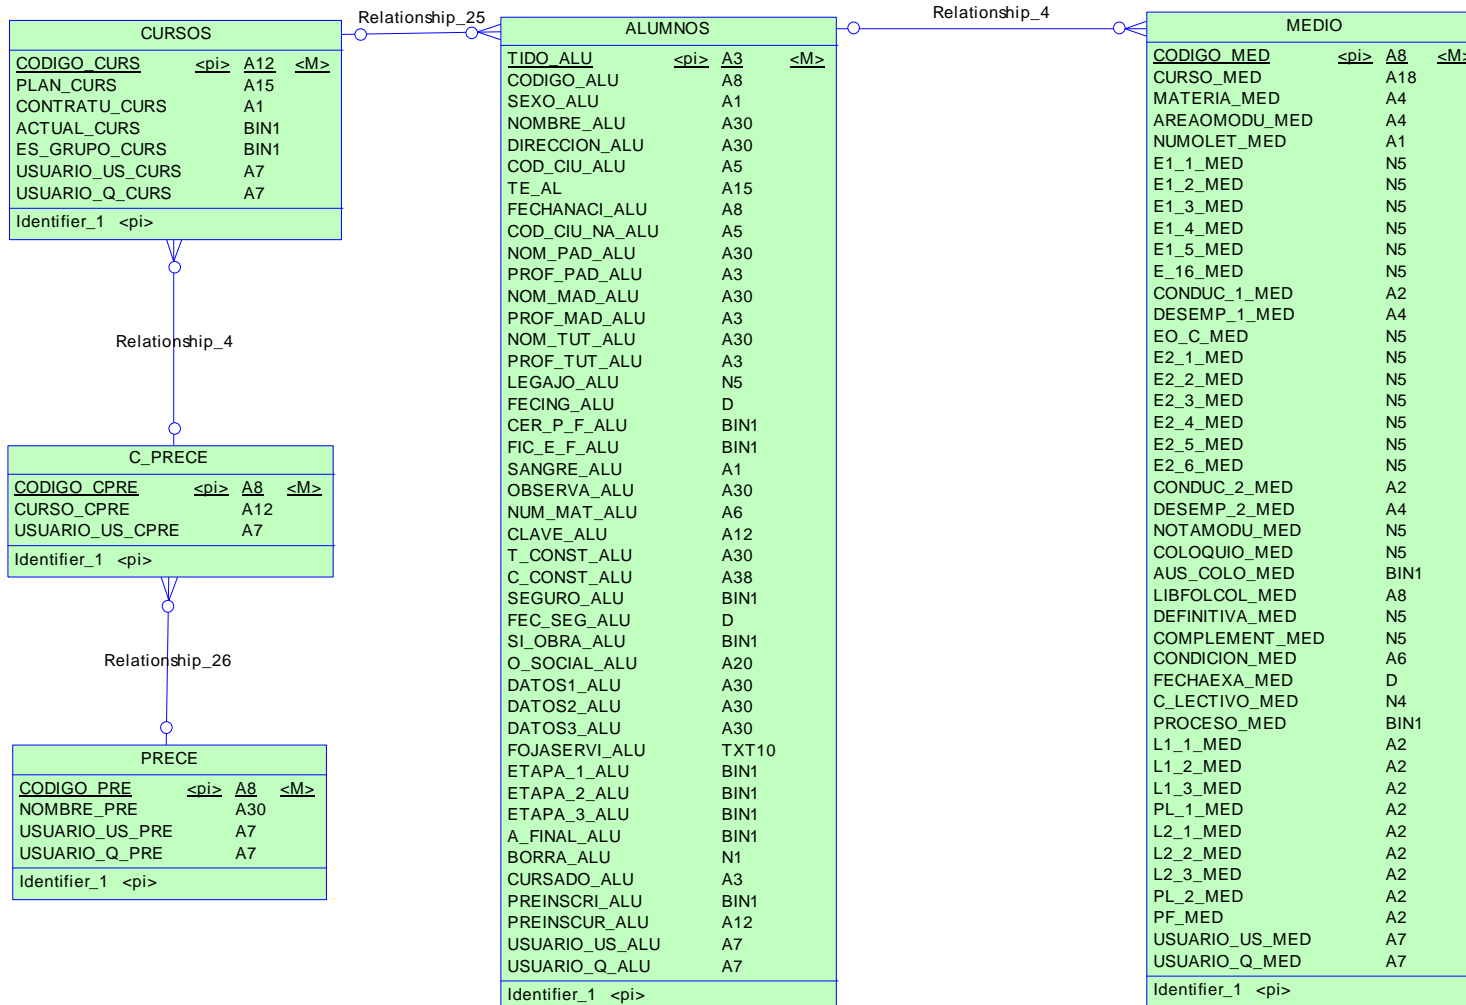 Relationship_25
Relationship_4
CURSOS
CODIGO_CURS <pi> A12 <M>
PLAN_CURS A15
CONTRATU_CURS A1
ACTUAL_CURS BIN1
ES_GRUPO_CURS BIN1
USUARIO_US_CURS A7
USUARIO_Q_CURS A7
Identifier_1 <pi>
Relationship_4
C_PRECE
CODIGO_CPRE <pi> A8 <M>
CURSO_CPRE A12
USUARIO_US_CPRE A7
Identifier_1 <pi>
Relationship_26
PRECE
CODIGO_PRE <pi> A8 <M>
NOMBRE_PRE A30
USUARIO_US_PRE A7
USUARIO_Q_PRE A7
Identifier_1 <pi>
ALUMNOS
TIDO_ALU <pi> A3 <M>
CODIGO_ALU A8
SEXO_ALU A1
NOMBRE_ALU A30
DIRECCION_ALU A30
COD_CIU_ALU A5
TE_AL A15
FECHANACI_ALU A8
COD_CIU_NA_ALU A5
NOM_PAD_ALU A30
PROF_PAD_ALU A3
NOM_MAD_ALU A30
PROF_MAD_ALU A3
NOM_TUT_ALU A30
PROF_TUT_ALU A3
LEGAJO_ALU N5
FECING_ALU D
CER_P_F_ALU BIN1
FIC_E_F_ALU BIN1
SANGRE_ALU A1
OBSERVA_ALU A30
NUM_MAT_ALU A6
CLAVE_ALU A12
T_CONST_ALU A30
C_CONST_ALU A38
SEGURO_ALU BIN1
FEC_SEG_ALU D
SI_OBRA_ALU BIN1
O_SOCIAL_ALU A20
DATOS1_ALU A30
DATOS2_ALU A30
DATOS3_ALU A30
FOJASERVI_ALU TXT10
ETAPA_1_ALU BIN1
ETAPA_2_ALU BIN1
ETAPA_3_ALU BIN1
A_FINAL_ALU BIN1
BORRA_ALU N1
CURSADO_ALU A3
PREINSCRI_ALU BIN1
PREINSCUR_ALU A12
USUARIO_US_ALU A7
USUARIO_Q_ALU A7
Identifier_1 <pi>
MEDIO
CODIGO_MED <pi> A8 <M>
CURSO_MED A18
MATERIA_MED A4
AREAOMODU_MED A4
NUMOLET_MED A1
E1_1_MED N5
E1_2_MED N5
E1_3_MED N5
E1_4_MED N5
E1_5_MED N5
E_16_MED N5
CONDUC_1_MED A2
DESEMP_1_MED A4
EO_C_MED N5
E2_1_MED N5
E2_2_MED N5
E2_3_MED N5
E2_4_MED N5
E2_5_MED N5
E2_6_MED N5
CONDUC_2_MED A2
DESEMP_2_MED A4
NOTAMODU_MED N5
COLOQUIO_MED N5
AUS_COLO_MED BIN1
LIBFOLCOL_MED A8
DEFINITIVA_MED N5
COMPLEMENT_MED N5
CONDICION_MED A6
FECHAEXA_MED D
C_LECTIVO_MED N4
PROCESO_MED BIN1
L1_1_MED A2
L1_2_MED A2
L1_3_MED A2
PL_1_MED A2
L2_1_MED A2
L2_2_MED A2
L2_3_MED A2
PL_2_MED A2
PF_MED A2
USUARIO_US_MED A7
USUARIO_Q_MED A7
Identifier_1 <pi>